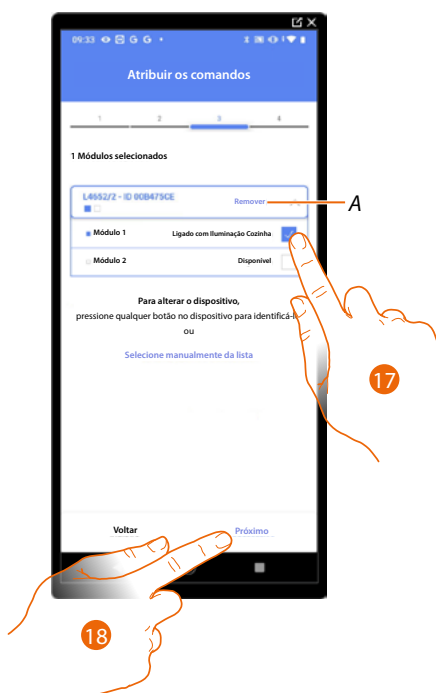 09:33 G G
Atribuir os comandos
1 2 3 4
1 Módulos selecionados
L4652/2 - ID 00B475CE
Remover
A
Módulo 1 Ligado com Iluminação Cozinha
Módulo 2 Disponível
Para alterar o dispositivo,
pressione qualquer botão no dispositivo para
ou
Selecione manualmente da lista
17
Voltar Próximo
18